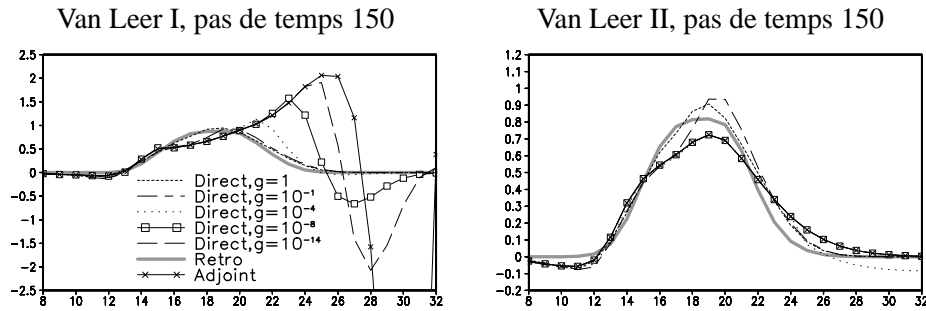 Van Leer I, pas de temps 150
Van Leer II, pas de temps 150
2.5
2
1.5
1
0.5
0
-0.5
-1
-1.5
-2
-2.5
8 10 12 14 16 18 20 22 24 26 28 30 32
Direct,g=1
Direct,g=10⁻¹
Direct,g=10⁻⁴
Direct,g=10⁻⁸
Direct,g=10⁻¹⁴
Retro
Adjoint
1.2
1.1
1
0.9
0.8
0.7
0.6
0.5
0.4
0.3
0.2
0.1
0
-0.1
-0.2
8 10 12 14 16 18 20 22 24 26 28 30 32